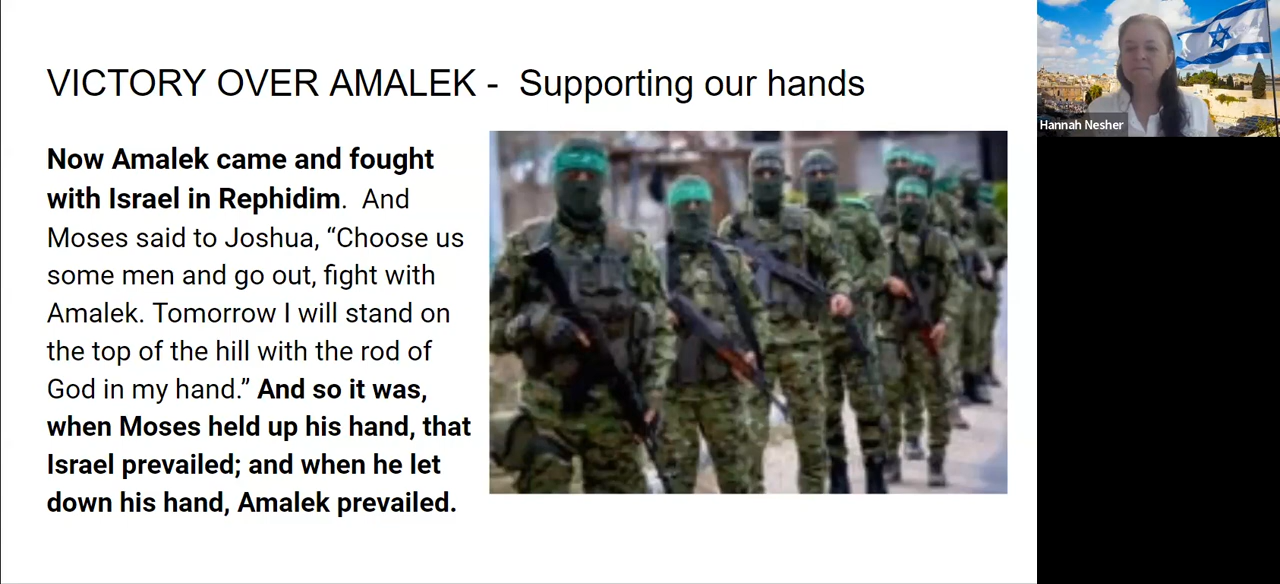 VICTORY OVER AMALEK -  Supporting our hands
Now Amalek came and fought
with Israel in Rephidim.  And
Moses said to Joshua, “Choose us
some men and go out, fight with
Amalek. Tomorrow I will stand on
the top of the hill with the rod of
God in my hand.” And so it was,
when Moses held up his hand, that
Israel prevailed; and when he let
down his hand, Amalek prevailed.
Hannah Nesher